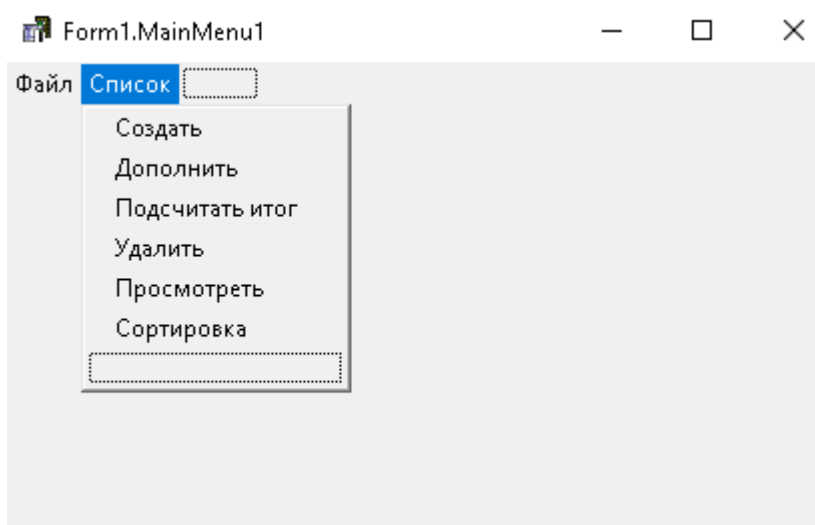 Form1.MainMenu1
Файл Список
Создать
Дополнить
Подсчитать итог
Удалить
Просмотреть
Сортировка